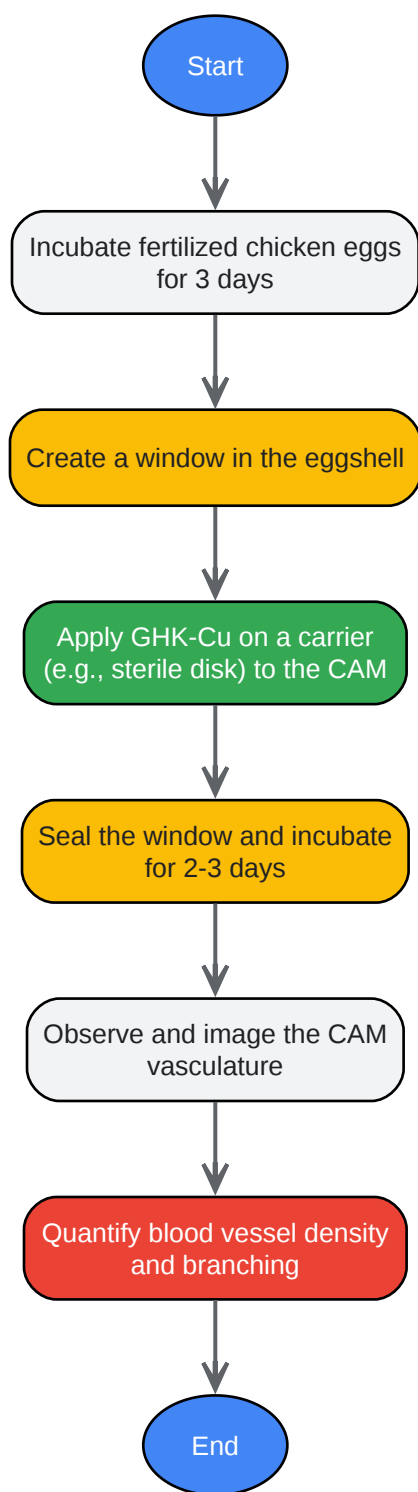 Start
Incubate fertilized chicken eggs
for 3 days
Create a window in the eggshell
Apply GHK-Cu on a carrier
(e.g., sterile disk) to the CAM
Seal the window and incubate
for 2-3 days
Observe and image the CAM
vasculature
Quantify blood vessel density
and branching
End